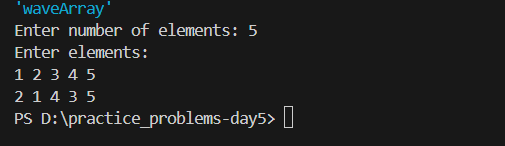 'waveArray'
Enter number of elements: 5
Enter elements:
1 2 3 4 5
2 1 4 3 5
PS D:\practice_problems-day5>